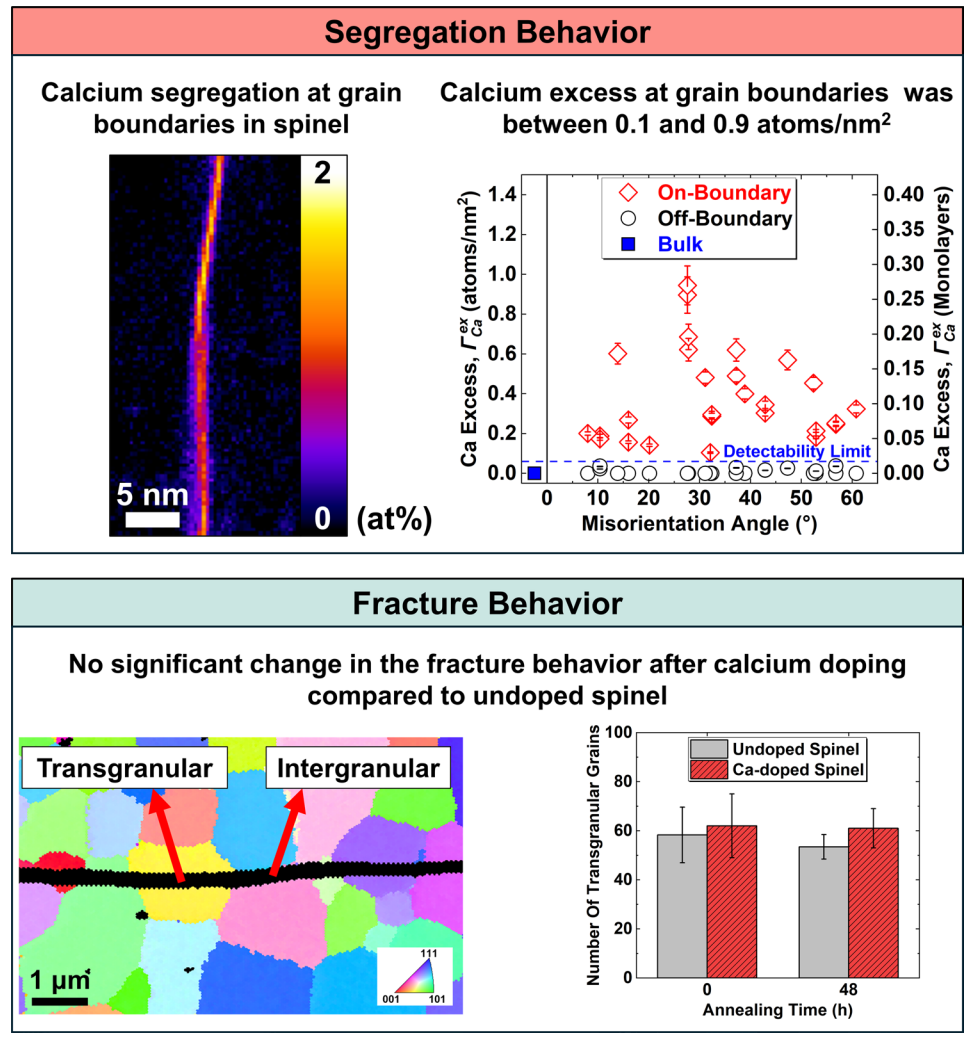 Segregation Behavior
Calcium segregation at grain
boundaries in spinel
2
0
(at%)
5 nm
Calcium excess at grain boundaries was
between 0.1 and 0.9 atoms/nm²
Ca Excess, Γ_Ca^ex (atoms/nm²)
1.4
1.2
1.0
0.8
0.6
0.4
0.2
0.0
On-Boundary
Off-Boundary
Bulk
Detectability Limit
0.40
0.35
0.30
0.25
0.20
0.15
0.10
0.05
0.00
Ca Excess, Γ_Ca^ex (Monolayers)
0 10 20 30 40 50 60
Misorientation Angle (°)
Fracture Behavior
No significant change in the fracture behavior after calcium doping
compared to undoped spinel
Transgranular
Intergranular
1 µm
111
001 101
Number Of Transgranular Grains
100
80
60
40
20
0
Undoped Spinel
Ca-doped Spinel
0 48
Annealing Time (h)